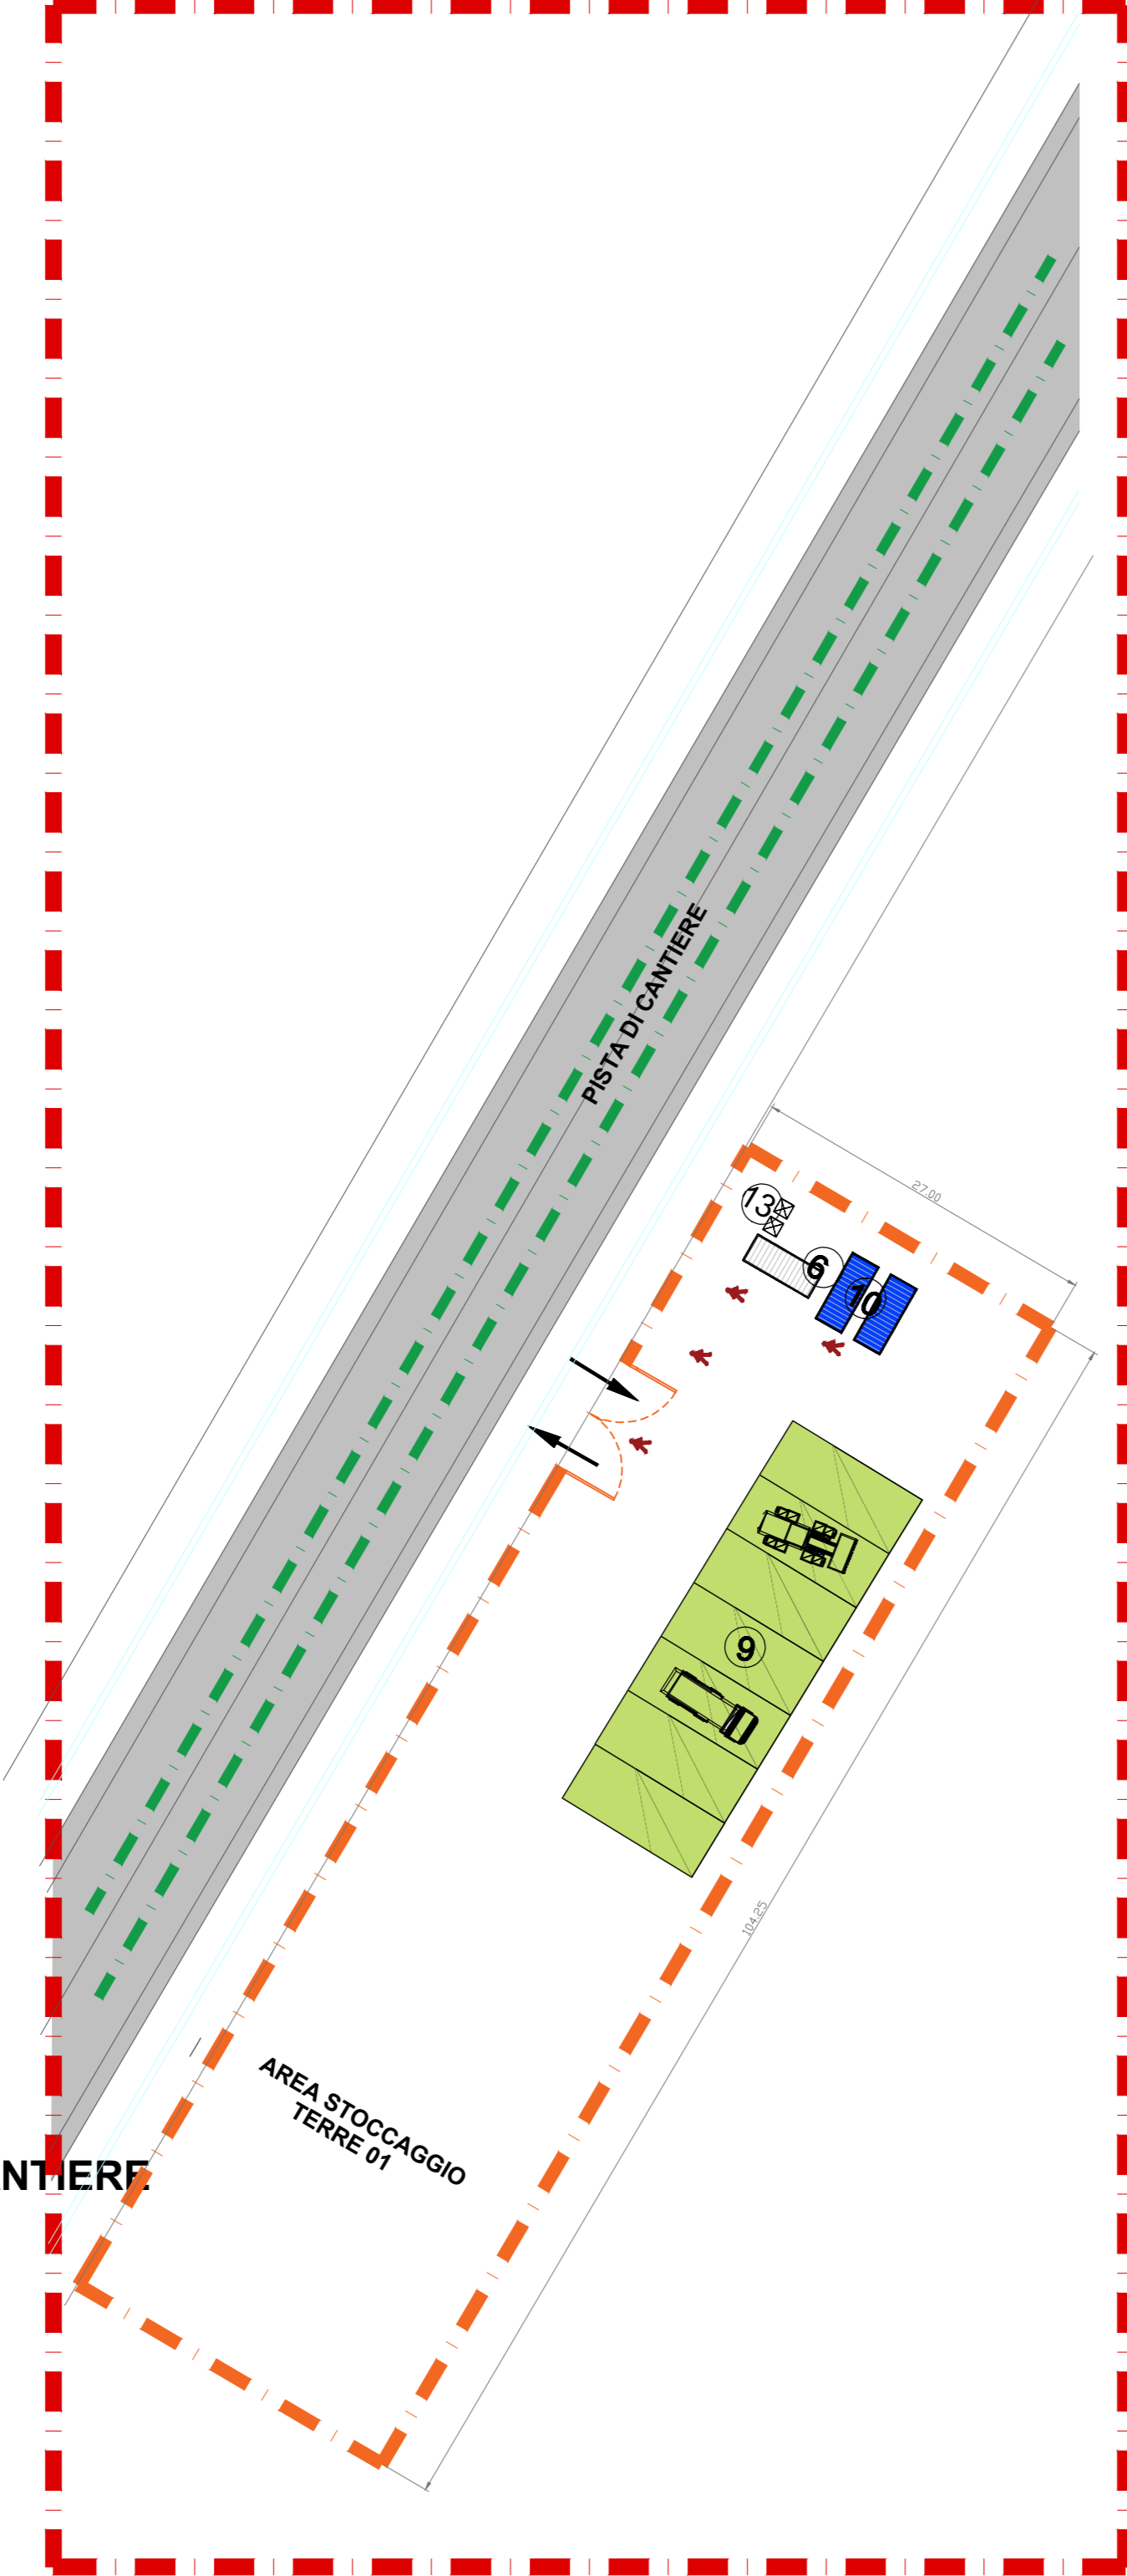 PISTA DI CANTIERE
27.00
13
6
10
9
104.25
AREA STOCCAGGIO
TERRE 01
NTIERE